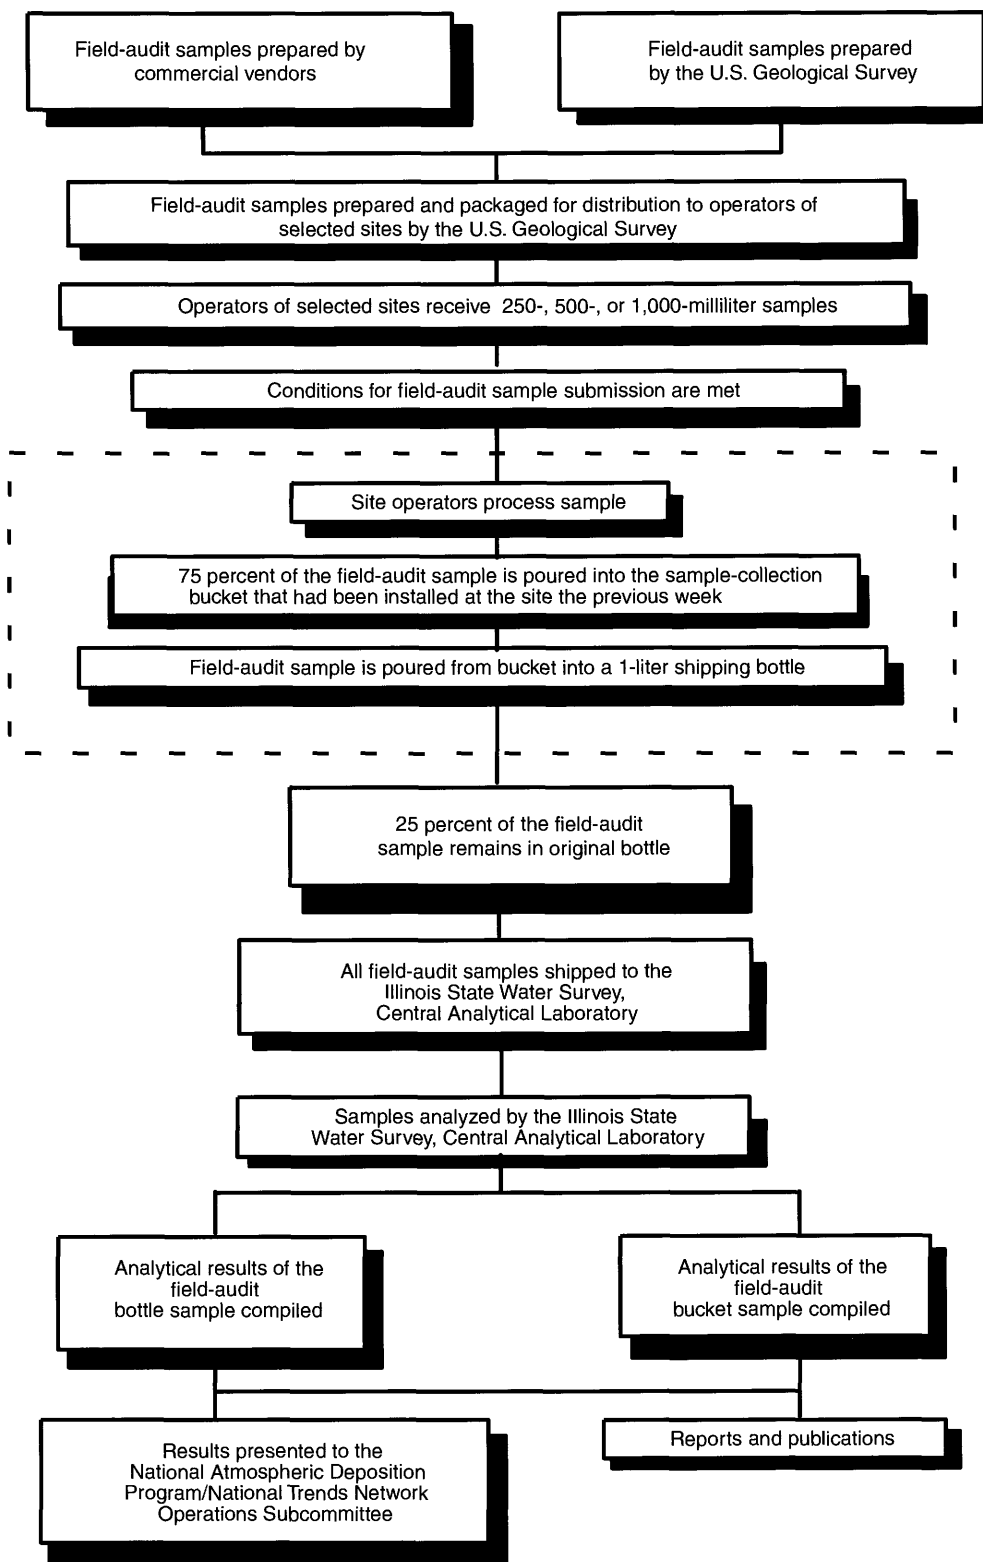 Field-audit samples prepared by
commercial vendors
Field-audit samples prepared
by the U.S. Geological Survey
Field-audit samples prepared and packaged for distribution to operators of
selected sites by the U.S. Geological Survey
Operators of selected sites receive 250-, 500-, or 1,000-milliliter samples
Conditions for field-audit sample submission are met
Site operators process sample
75 percent of the field-audit sample is poured into the sample-collection
bucket that had been installed at the site the previous week
Field-audit sample is poured from bucket into a 1-liter shipping bottle
25 percent of the field-audit
sample remains in original bottle
All field-audit samples shipped to the
Illinois State Water Survey,
Central Analytical Laboratory
Samples analyzed by the Illinois State
Water Survey, Central Analytical Laboratory
Analytical results of the
field-audit
bottle sample compiled
Analytical results of the
field-audit
bucket sample compiled
Results presented to the
National Atmospheric Deposition
Program/National Trends Network
Operations Subcommittee
Reports and publications